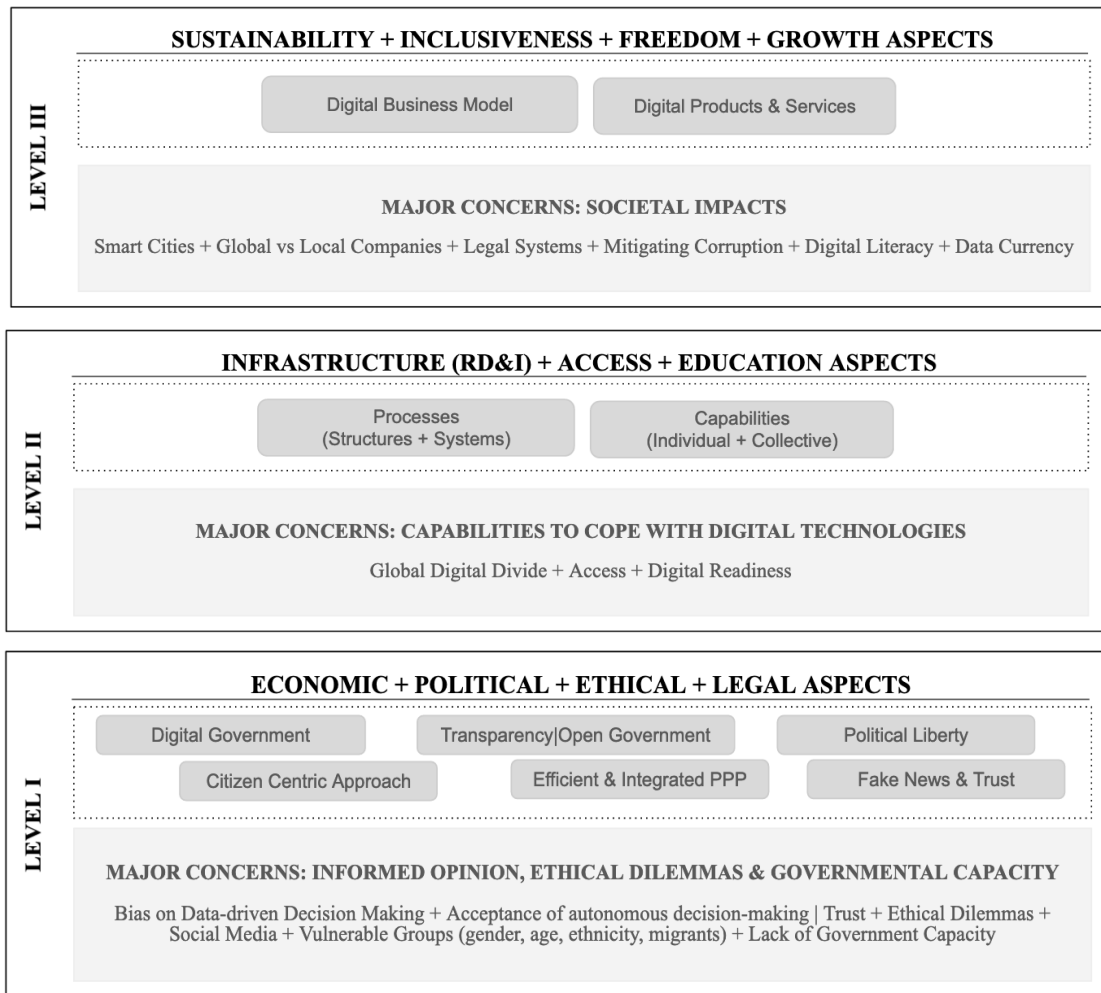 LEVEL III
SUSTAINABILITY + INCLUSIVENESS + FREEDOM + GROWTH ASPECTS
Digital Business Model
Digital Products & Services
MAJOR CONCERNS: SOCIETAL IMPACTS
Smart Cities + Global vs Local Companies + Legal Systems + Mitigating Corruption + Digital Literacy + Data Currency
LEVEL II
INFRASTRUCTURE (RD&I) + ACCESS + EDUCATION ASPECTS
Processes
(Structures + Systems)
Capabilities
(Individual + Collective)
MAJOR CONCERNS: CAPABILITIES TO COPE WITH DIGITAL TECHNOLOGIES
Global Digital Divide + Access + Digital Readiness
LEVEL I
ECONOMIC + POLITICAL + ETHICAL + LEGAL ASPECTS
Digital Government
Transparency|Open Government
Political Liberty
Citizen Centric Approach
Efficient & Integrated PPP
Fake News & Trust
MAJOR CONCERNS: INFORMED OPINION, ETHICAL DILEMMAS & GOVERNMENTAL CAPACITY
Bias on Data-driven Decision Making + Acceptance of autonomous decision-making | Trust + Ethical Dilemmas +
Social Media + Vulnerable Groups (gender, age, ethnicity, migrants) + Lack of Government Capacity